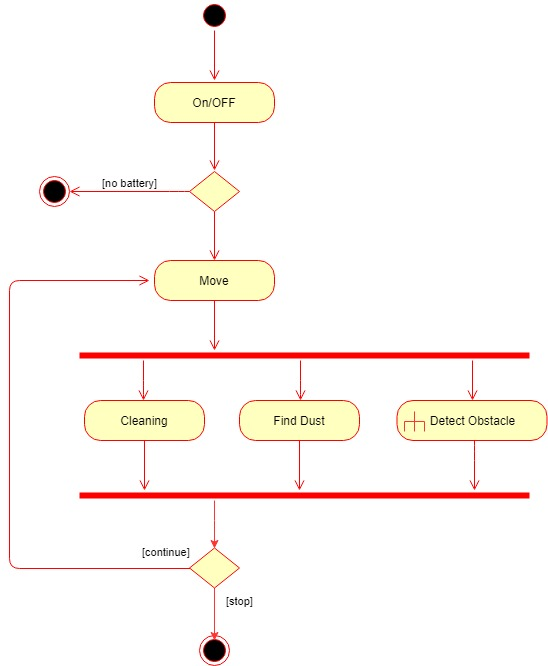 On/OFF
[no battery]
Move
Cleaning
Find Dust
Detect Obstacle
[continue]
[stop]